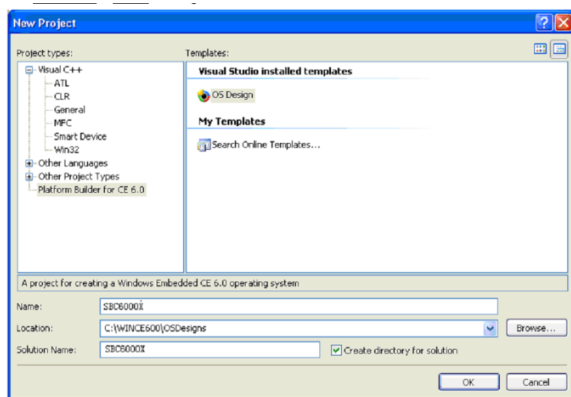 New Project
Project types:
Templates:
Visual C++
ATL
CLR
General
MFC
Smart Device
Win32
Other Languages
Other Project Types
Platform Builder for CE 6.0
Visual Studio installed templates
OS Design
My Templates
Search Online Templates...
A project for creating a Windows Embedded CE 6.0 operating system
Name:
SBC6000X
Location:
C:\WINCE600\OSDesigns
Browse...
Solution Name:
SBC6000X
Create directory for solution
OK
Cancel